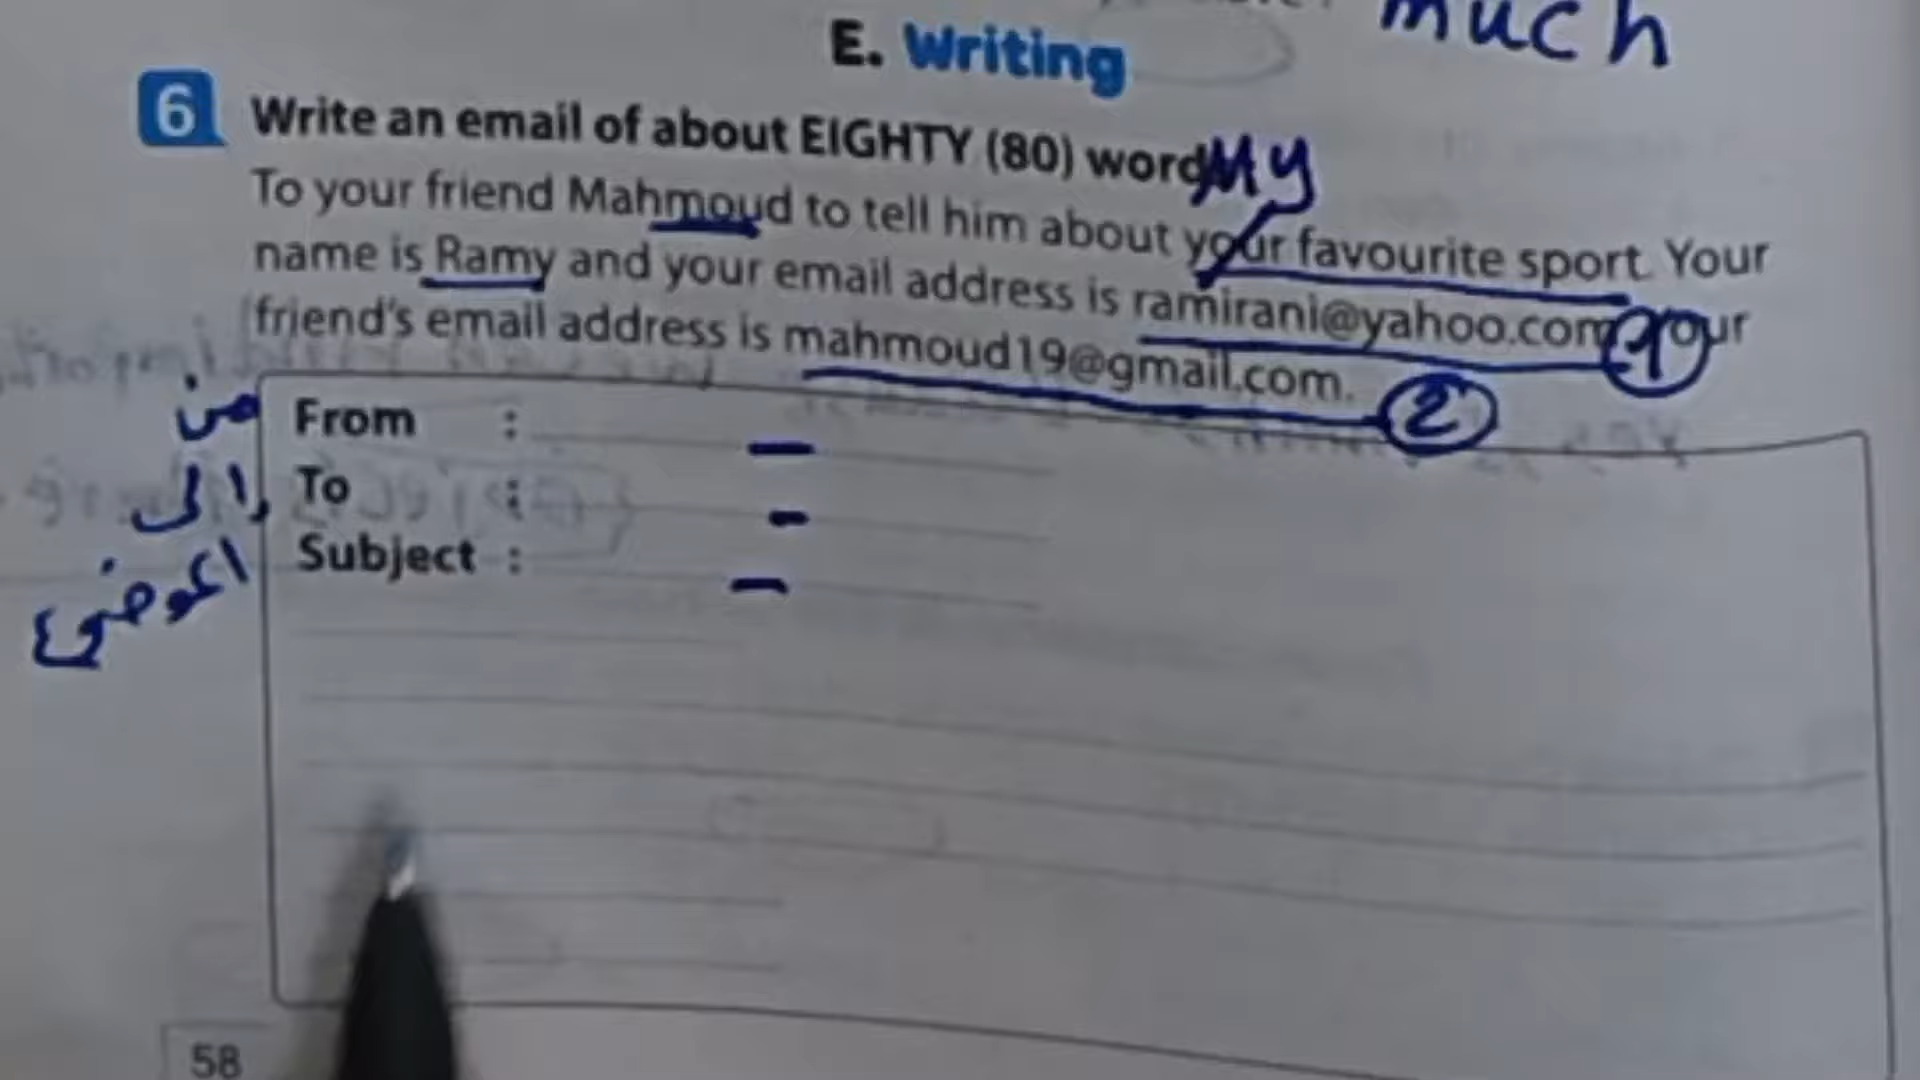 much
E. Writing
6 Write an email of about EIGHTY (80) word
My
To your friend Mahmoud to tell him about your favourite sport. Your
name is Ramy and your email address is ramirani@yahoo.com
1
friend's email address is mahmoud19@gmail.com.
2
من From :
إلى To :
الموضوع Subject :
58